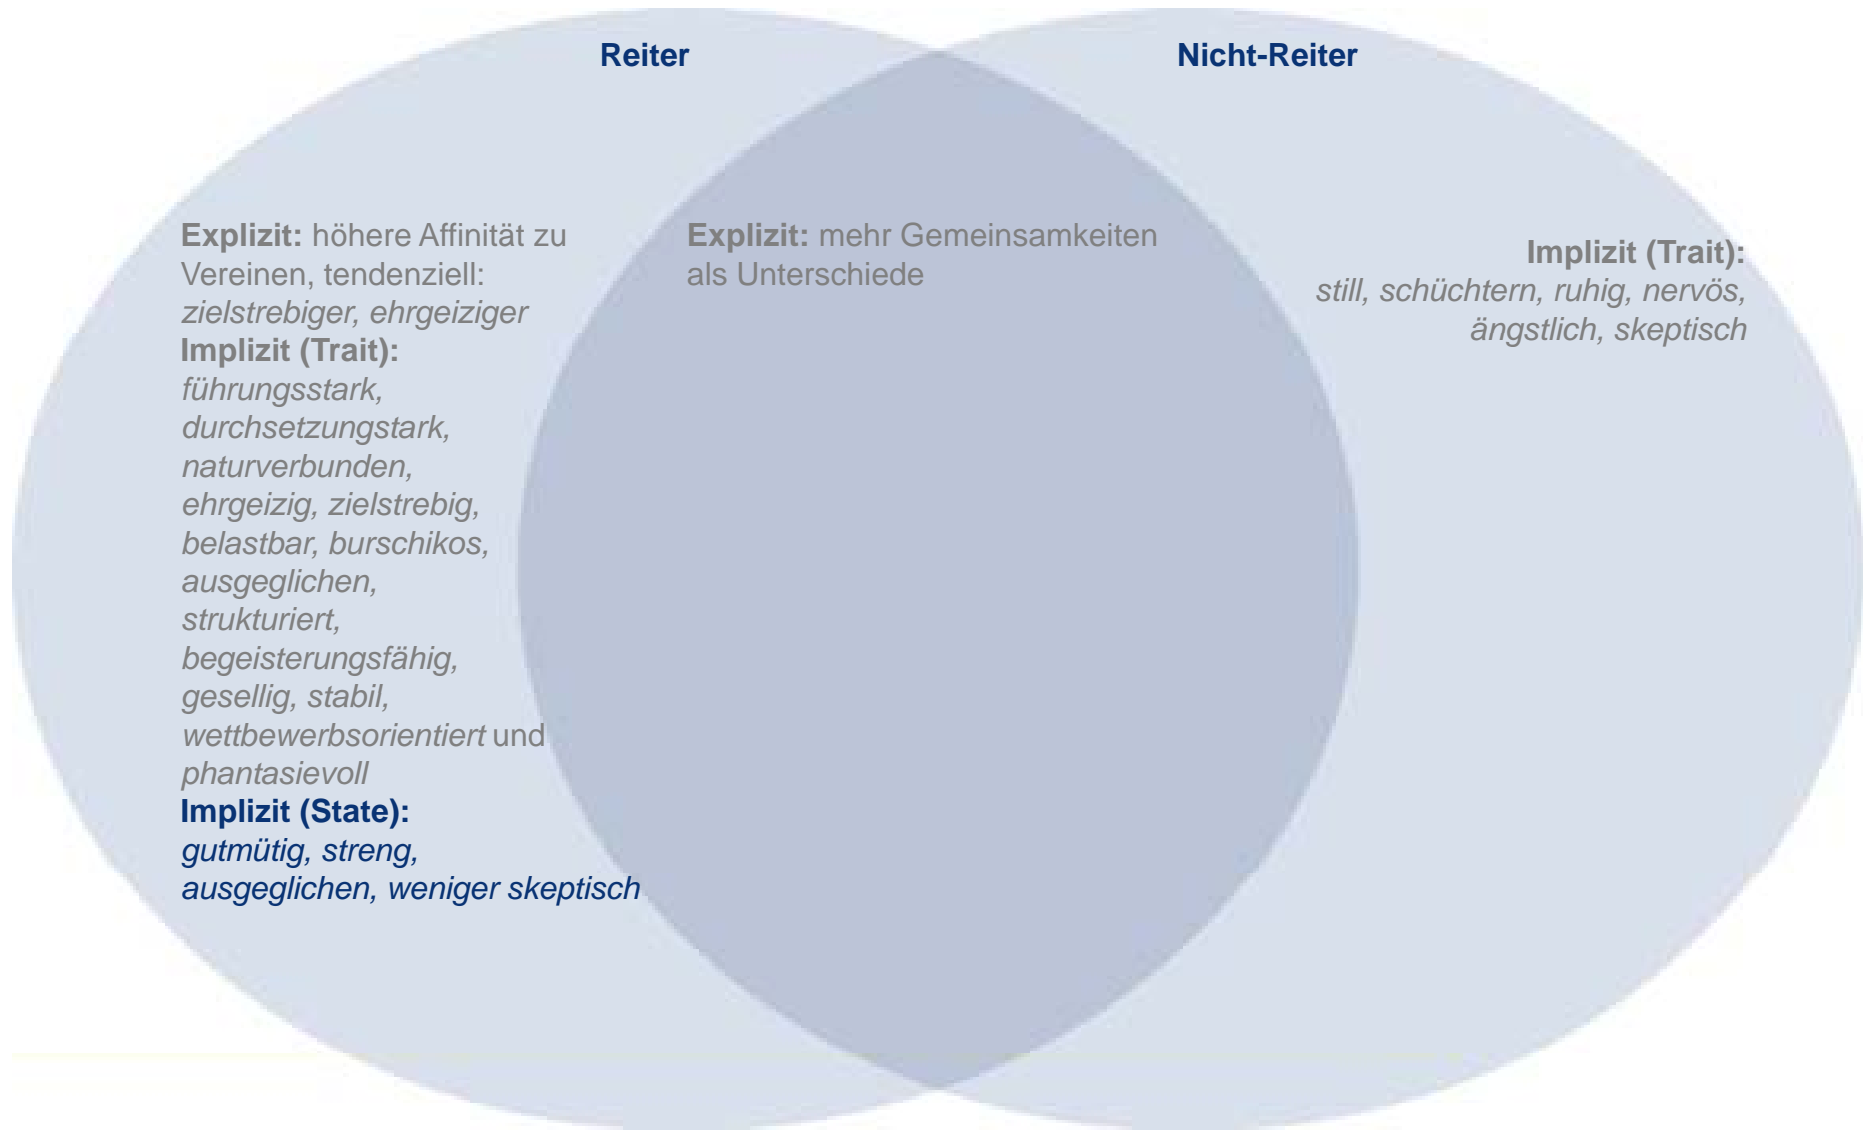 Reiter
Nicht-Reiter
Explizit: höhere Affinität zu
Vereinen, tendenziell:
zielstrebiger, ehrgeiziger
Implizit (Trait):
führungsstark,
durchsetzungstark,
naturverbunden,
ehrgeizig, zielstrebig,
belastbar, burschikos,
ausgeglichen,
strukturiert,
begeisterungsfähig,
gesellig, stabil,
wettbewerbsorientiert und
phantasievoll
Implizit (State):
gutmütig, streng,
ausgeglichen, weniger skeptisch
Explizit: mehr Gemeinsamkeiten
als Unterschiede
Implizit (Trait):
still, schüchtern, ruhig, nervös,
ängstlich, skeptisch